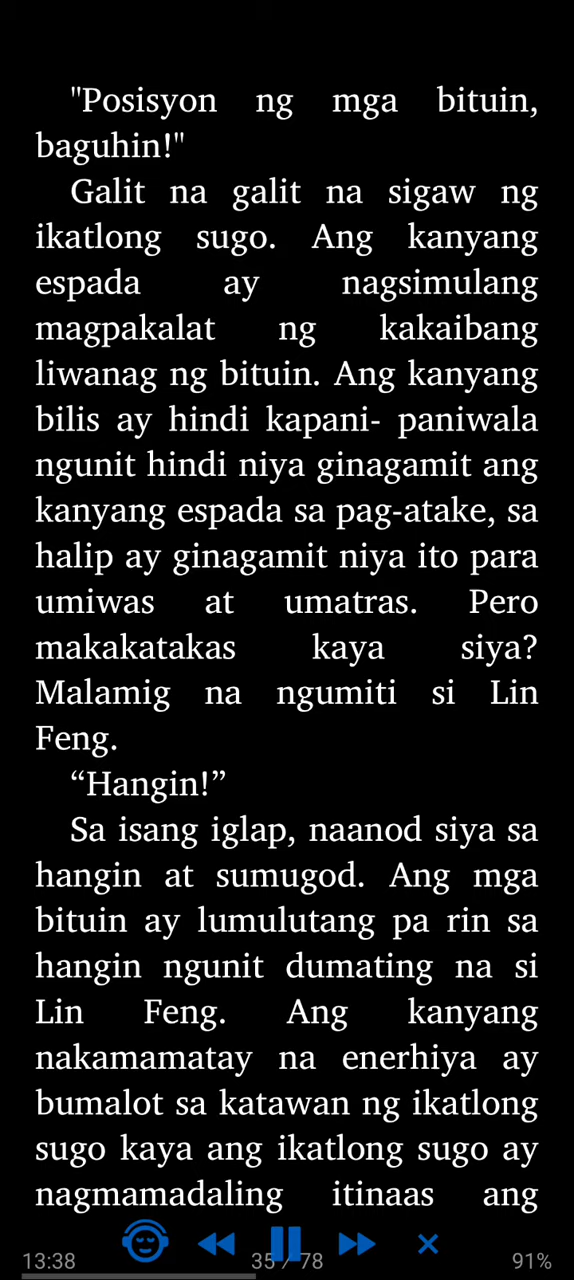 "Posisyon ng mga bituin,
baguhin!"
Galit na galit na sigaw ng
ikatlong sugo. Ang kanyang
espada ay nagsimulang
magpakalat ng kakaibang
liwanag ng bituin. Ang kanyang
bilis ay hindi kapani- paniwala
ngunit hindi niya ginagamit ang
kanyang espada sa pag-atake, sa
halip ay ginagamit niya ito para
umiwas at umatras. Pero
makakatakas kaya siya?
Malamig na ngumiti si Lin
Feng.
“Hangin!”
Sa isang iglap, naanod siya sa
hangin at sumugod. Ang mga
bituin ay lumulutang pa rin sa
hangin ngunit dumating na si
Lin Feng. Ang kanyang
nakamamatay na enerhiya ay
bumalot sa katawan ng ikatlong
sugo kaya ang ikatlong sugo ay
nagmamadaling itinaas ang
13:38 35 / 78 91%